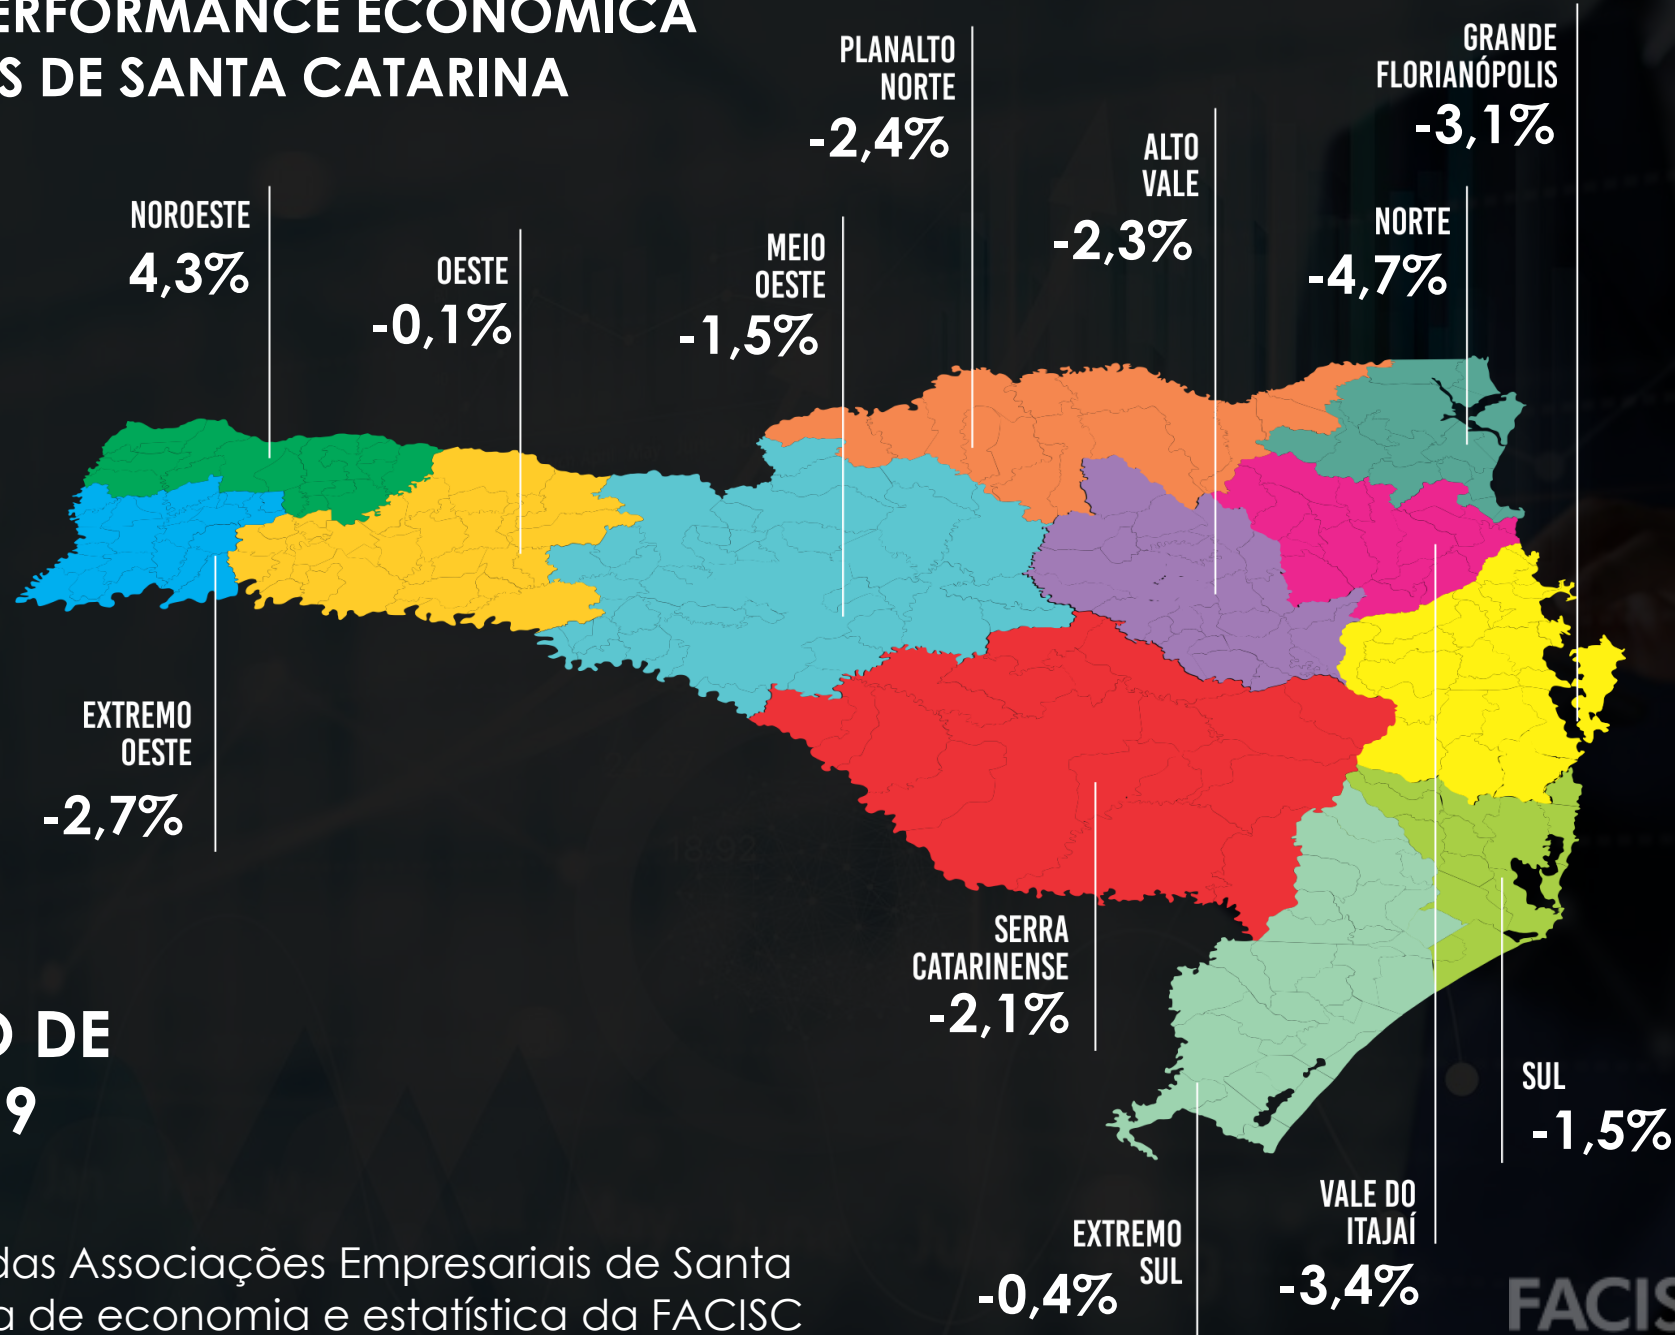 ERFORMANCE ECONÔMICA
S DE SANTA CATARINA
PLANALTO
NORTE
-2,4%
GRANDE
FLORIANÓPOLIS
-3,1%
ALTO
VALE
-2,3%
NOROESTE
4,3%
OESTE
-0,1%
MEIO
OESTE
-1,5%
NORTE
-4,7%
EXTREMO
OESTE
-2,7%
SERRA
CATARINENSE
-2,1%
O DE
9
SUL
-1,5%
VALE DO
ITAJAÍ
-3,4%
EXTREMO
SUL
-0,4%
das Associações Empresariais de Santa
a de economia e estatística da FACISC
FACIS
18.92